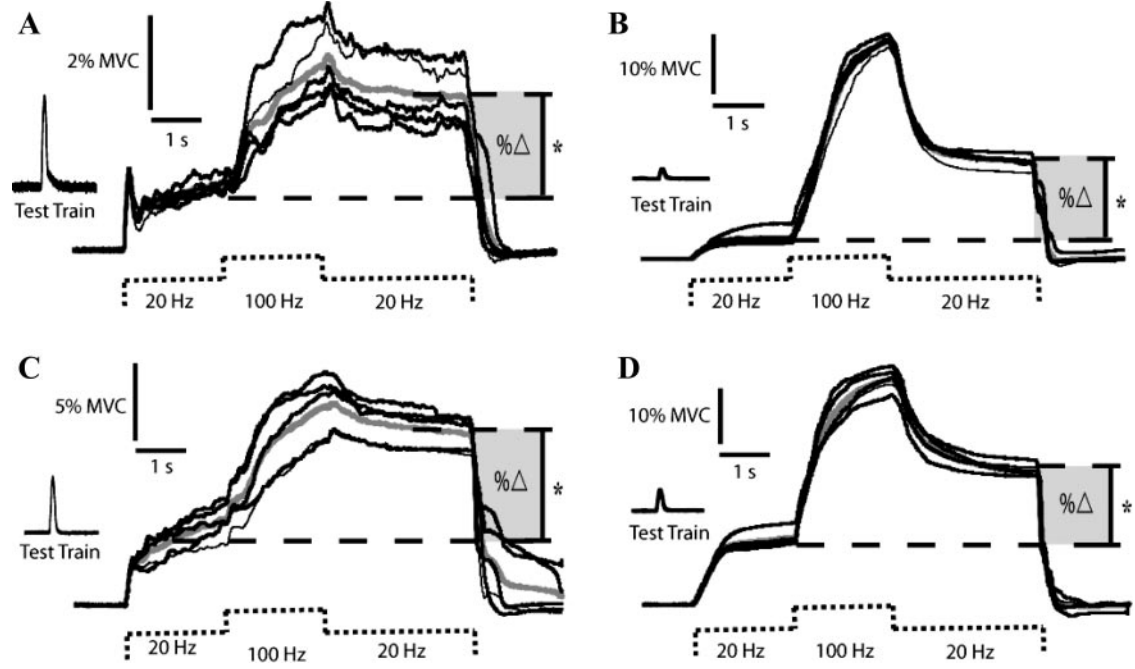 A
2% MVC
1 s
Test Train
%Δ
*
20 Hz
100 Hz
20 Hz
B
10% MVC
1 s
Test Train
%Δ
*
20 Hz
100 Hz
20 Hz
C
5% MVC
1 s
Test Train
%Δ
*
20 Hz
100 Hz
20 Hz
D
10% MVC
1 s
Test Train
%Δ
*
20 Hz
100 Hz
20 Hz